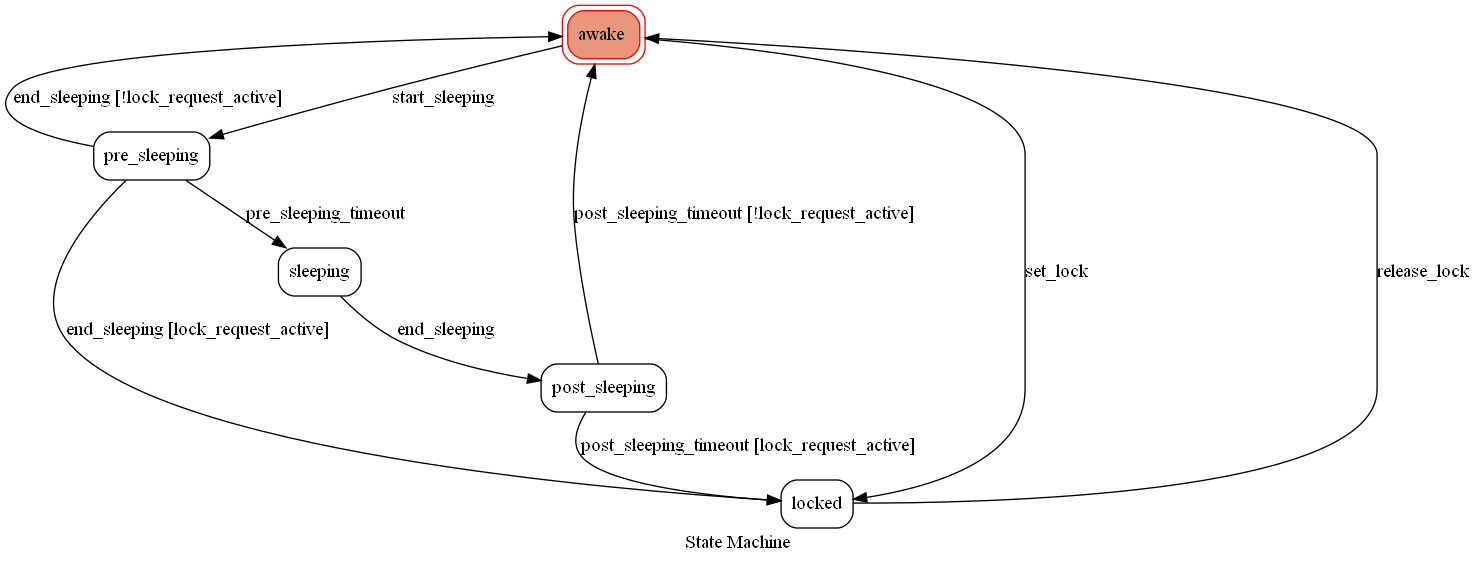 awake
end_sleeping [!lock_request_active]
start_sleeping
pre_sleeping
pre_sleeping_timeout
post_sleeping_timeout [!lock_request_active]
sleeping
set_lock
release_lock
end_sleeping [lock_request_active]
end_sleeping
post_sleeping
post_sleeping_timeout [lock_request_active]
locked
State Machine